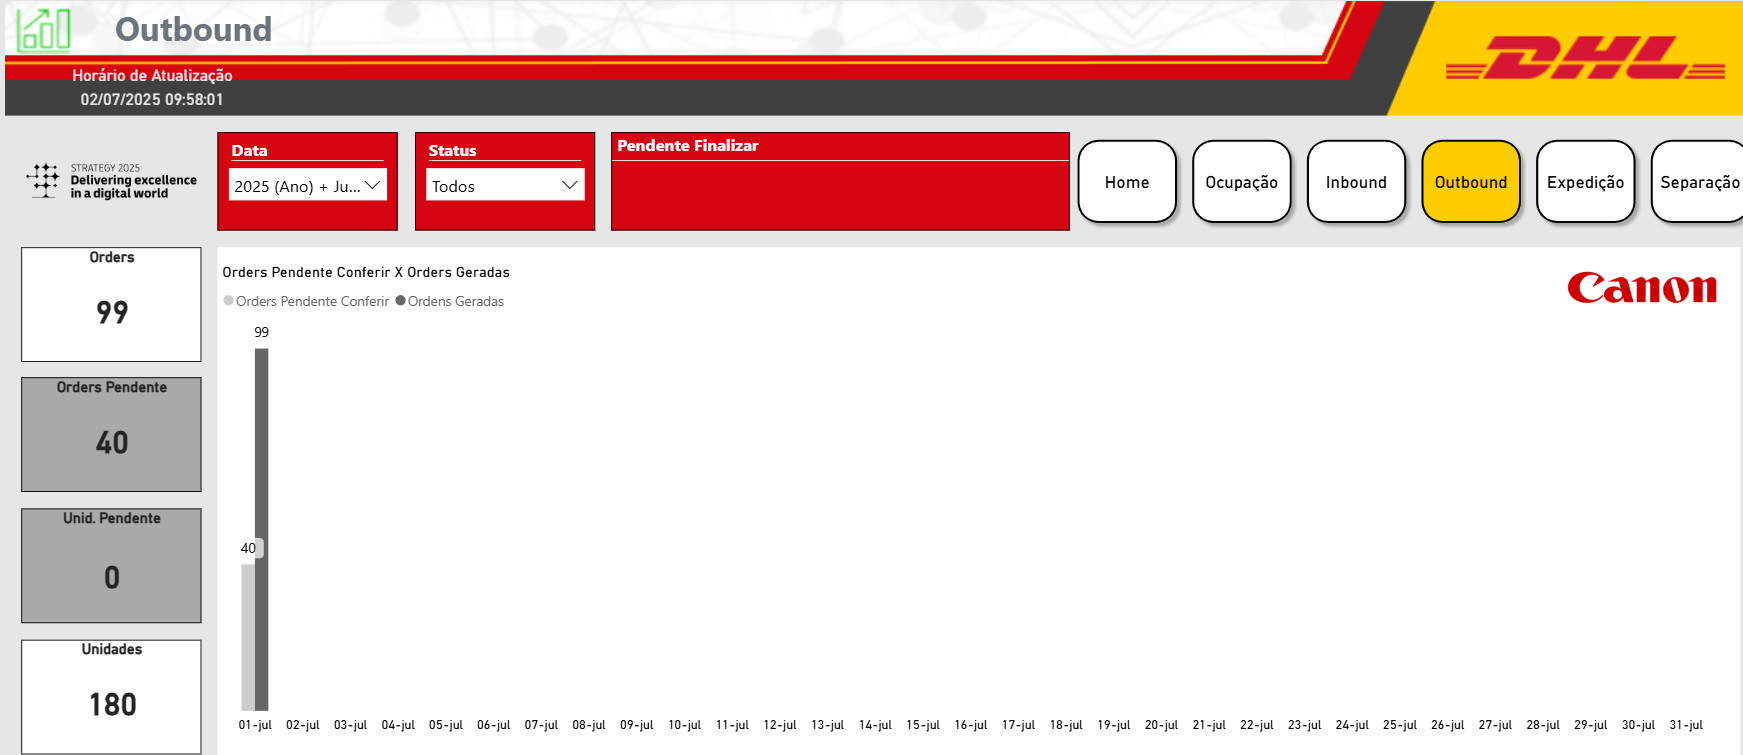 Outbound
DHL
Horário de Atualização
02/07/2025 09:58:01
STRATEGY 2025
Delivering excellence
in a digital world
Data
2025 (Ano) + Ju...
Status
Todos
Pendente Finalizar
Home
Ocupação
Inbound
Outbound
Expedição
Separação
Orders
99
Orders Pendente
40
Unid. Pendente
0
Unidades
180
Orders Pendente Conferir X Orders Geradas
Orders Pendente Conferir Ordens Geradas
Canon
99
40
01-jul 02-jul 03-jul 04-jul 05-jul 06-jul 07-jul 08-jul 09-jul 10-jul 11-jul 12-jul 13-jul 14-jul 15-jul 16-jul 17-jul 18-jul 19-jul 20-jul 21-jul 22-jul 23-jul 24-jul 25-jul 26-jul 27-jul 28-jul 29-jul 30-jul 31-jul